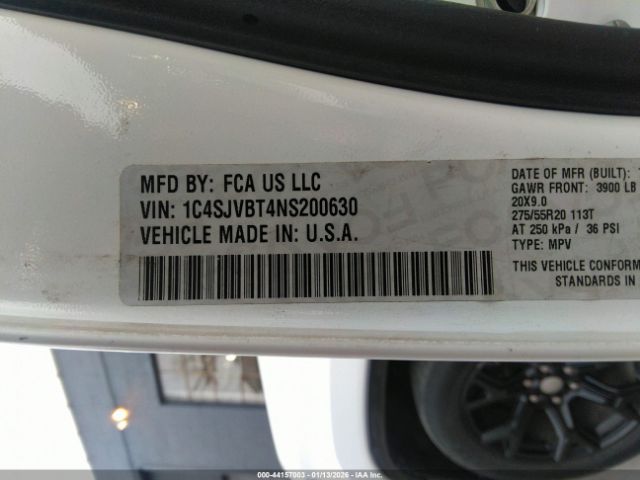 MFD BY: FCA US LLC
VIN: 1C4SJVBT4NS200630
VEHICLE MADE IN: U.S.A.
DATE OF MFR (BUILT):
GAWR FRONT: 3900 LB
20X9.0
275/55R20 113T
AT 250 kPa / 36 PSI
TYPE: MPV
THIS VEHICLE CONFORM
STANDARDS IN
000-44157003 - IAAI - 01/13/2026 - copart